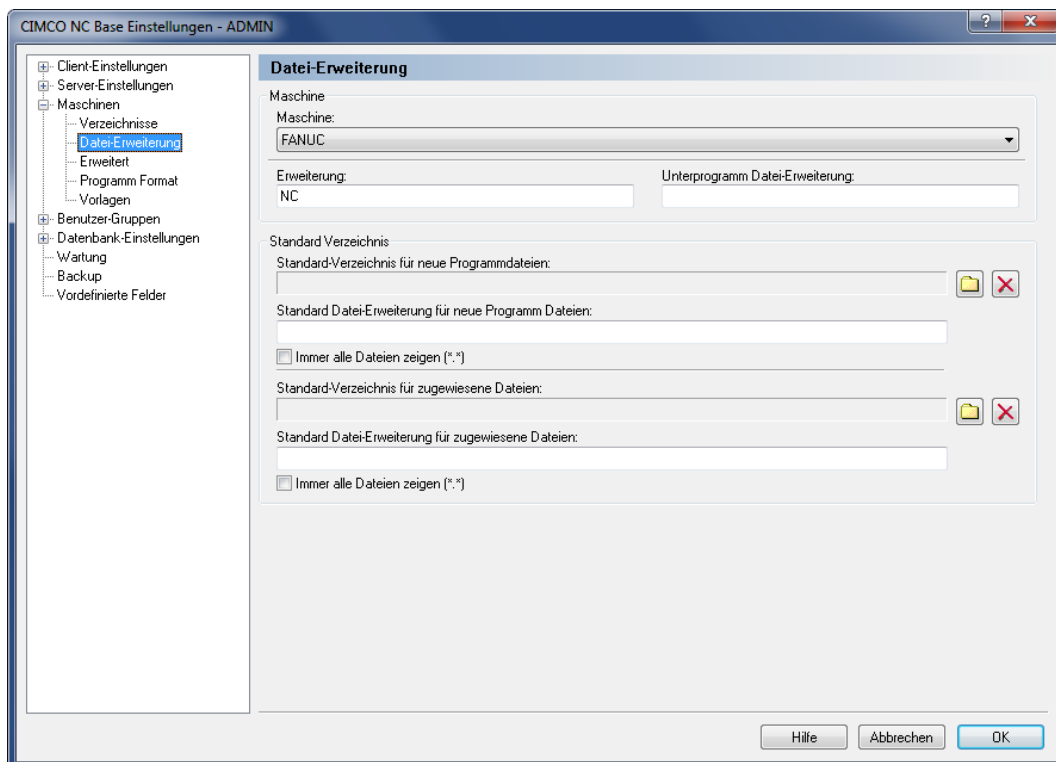 CIMCO NC Base Einstellungen - ADMIN
Client-Einstellungen
Server-Einstellungen
Maschinen
Verzeichnisse
Datei-Erweiterung
Erweitert
Programm Format
Vorlagen
Benutzer-Gruppen
Datenbank-Einstellungen
Wartung
Backup
Vordefinierte Felder
Datei-Erweiterung
Maschine
Maschine:
FANUC
Erweiterung:
Unterprogramm Datei-Erweiterung:
NC
Standard Verzeichnis
Standard-Verzeichnis für neue Programmdateien:
Standard Datei-Erweiterung für neue Programm Dateien:
Immer alle Dateien zeigen (*.*)
Standard-Verzeichnis für zugewiesene Dateien:
Standard Datei-Erweiterung für zugewiesene Dateien:
Immer alle Dateien zeigen (*.*)
Hilfe
Abbrechen
OK